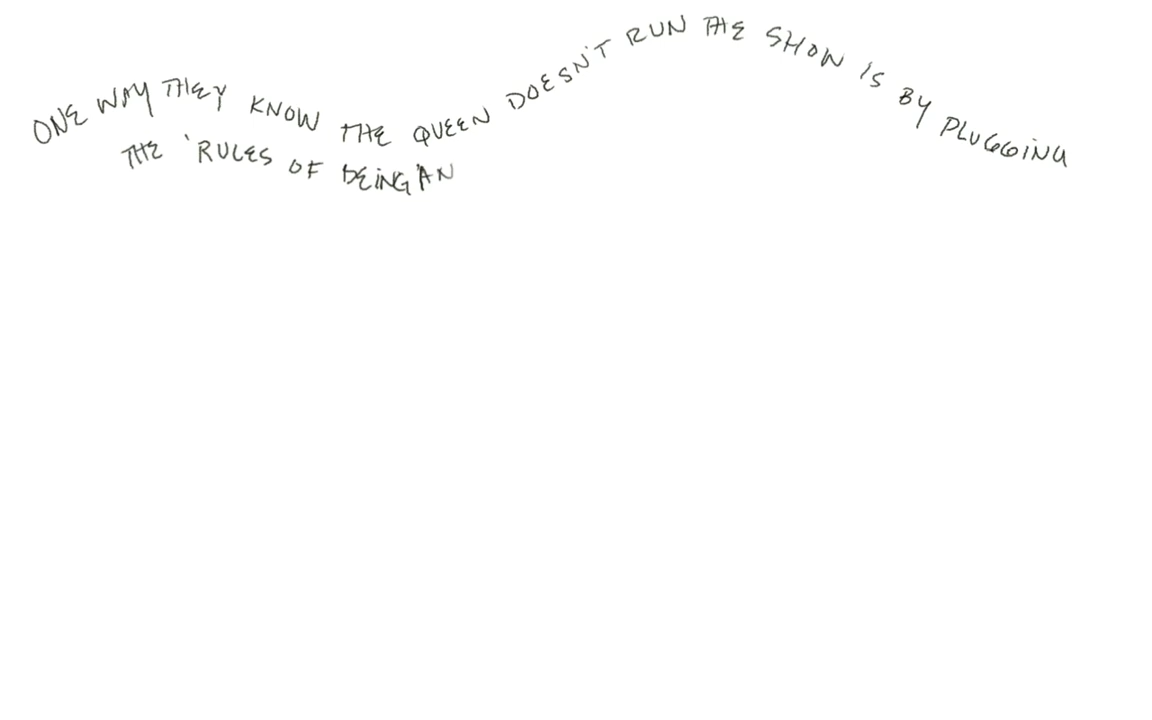 ONE WAY THEY KNOW THE QUEEN DOESN'T RUN THE SHOW IS BY PLUGGING
THE 'RULES OF BEING AN